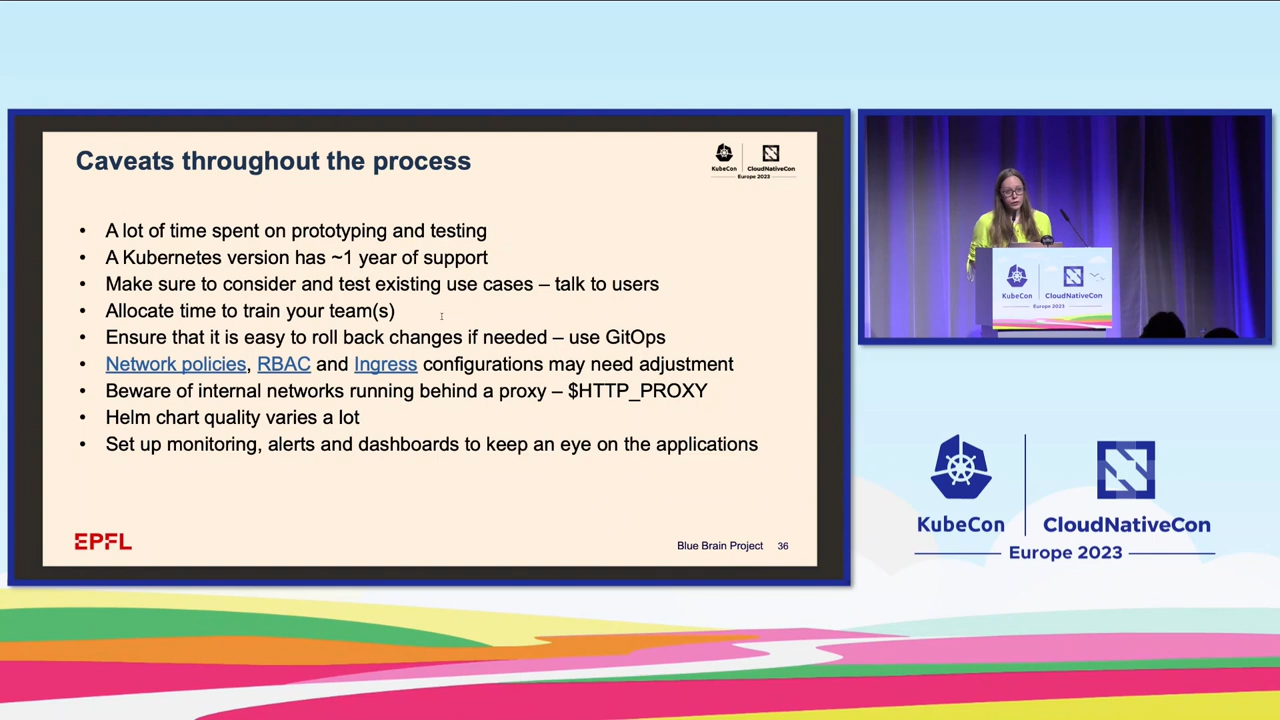 Caveats throughout the process
KubeCon
CloudNativeCon
Europe 2023
• A lot of time spent on prototyping and testing
• A Kubernetes version has ~1 year of support
• Make sure to consider and test existing use cases – talk to users
• Allocate time to train your team(s)
• Ensure that it is easy to roll back changes if needed – use GitOps
• Network policies, RBAC and Ingress configurations may need adjustment
• Beware of internal networks running behind a proxy – $HTTP_PROXY
• Helm chart quality varies a lot
• Set up monitoring, alerts and dashboards to keep an eye on the applications
EPFL
Blue Brain Project 36
KubeCon
CloudNativeCon
Europe 2023
KubeCon
CloudNativeCon
Europe 2023